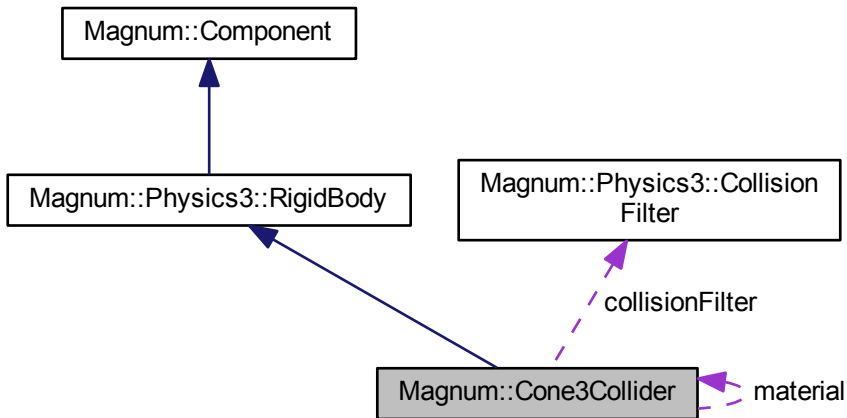 Magnum::Component
Magnum::Physics3::RigidBody
Magnum::Physics3::Collision
Filter
collisionFilter
Magnum::Cone3Collider
material